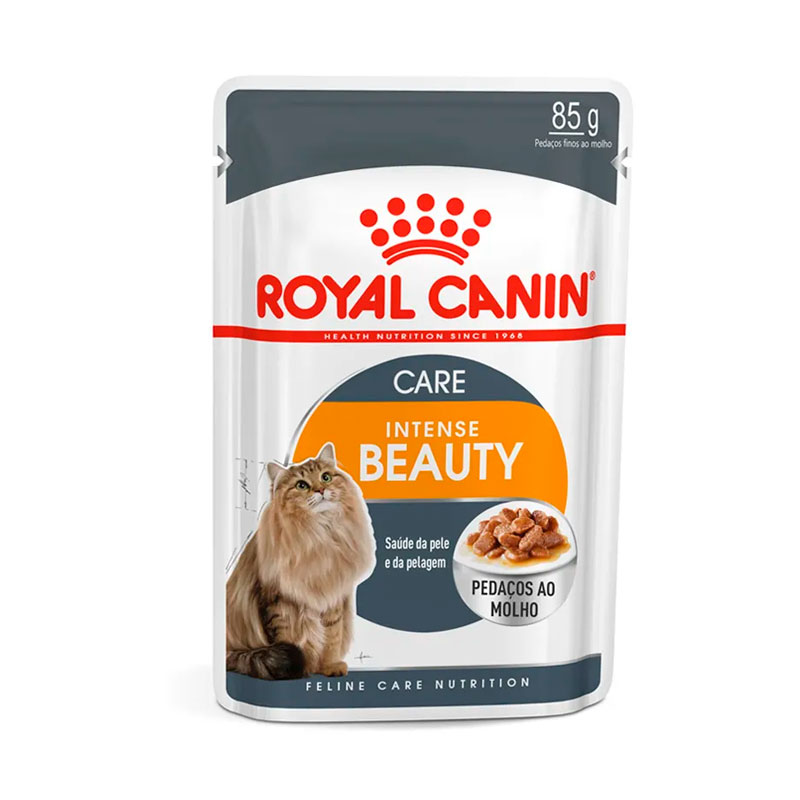 85 g
Pedaços finos ao molho
ROYAL CANIN®
HEALTH NUTRITION SINCE 1968
CARE
INTENSE
BEAUTY
Saúde da pele
e da pelagem
PEDAÇOS AO
MOLHO
FELINE CARE NUTRITION